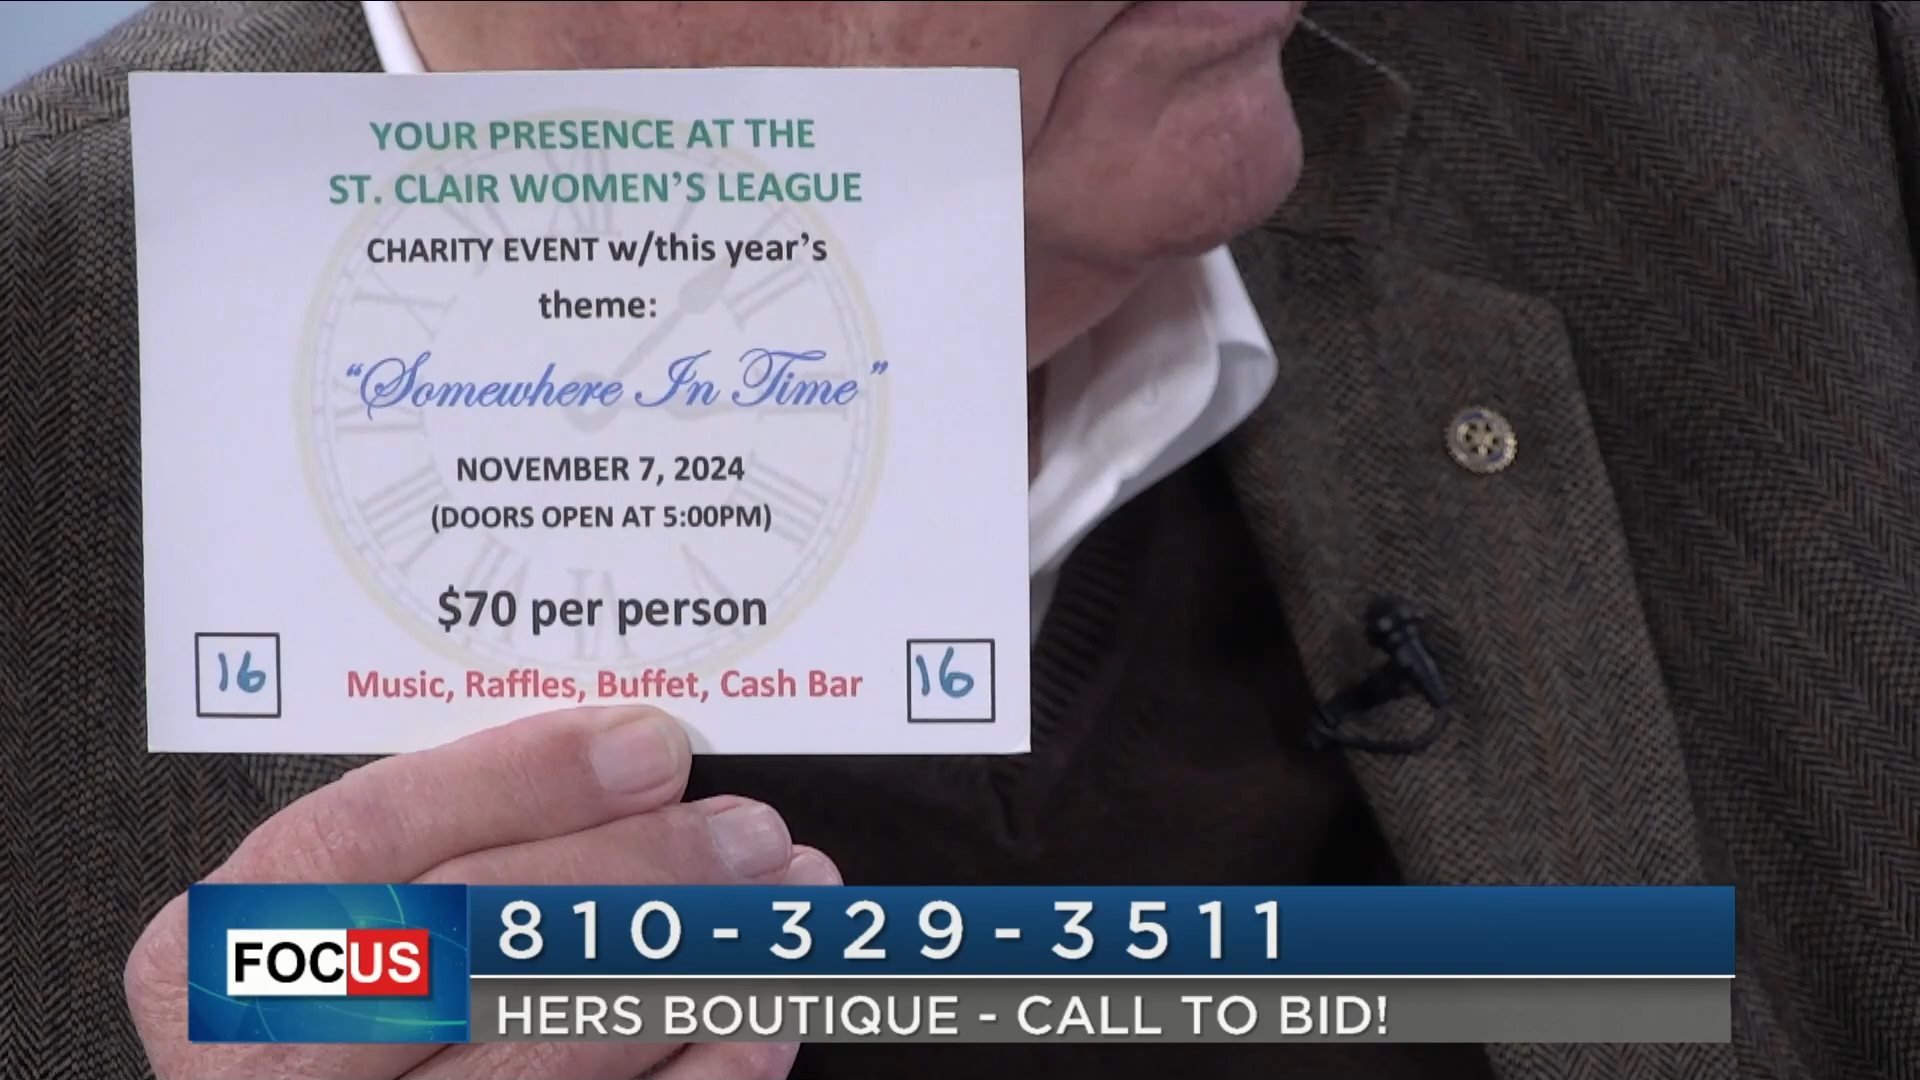 YOUR PRESENCE AT THE
ST. CLAIR WOMEN'S LEAGUE
CHARITY EVENT w/this year's
theme:
"Somewhere In Time"
NOVEMBER 7, 2024
(DOORS OPEN AT 5:00PM)
$70 per person
16
Music, Raffles, Buffet, Cash Bar
16
FOCUS
810-329-3511
HERS BOUTIQUE - CALL TO BID!